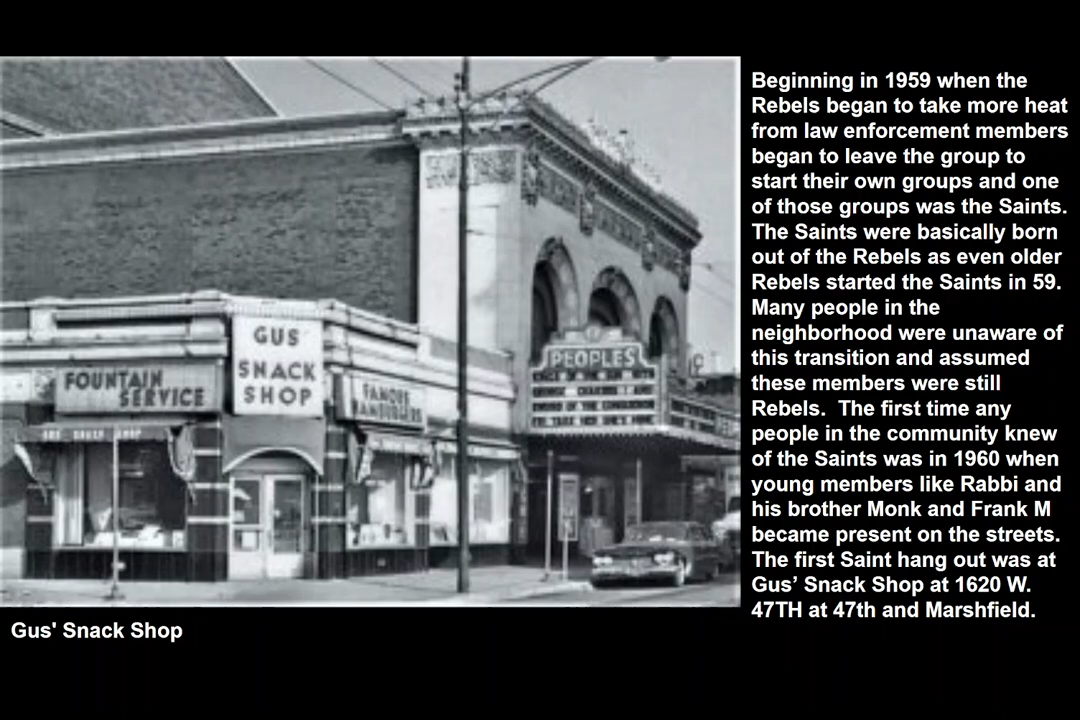 Beginning in 1959 when the
Rebels began to take more heat
from law enforcement members
began to leave the group to
start their own groups and one
of those groups was the Saints.
The Saints were basically born
out of the Rebels as even older
Rebels started the Saints in 59.
Many people in the
neighborhood were unaware of
this transition and assumed
these members were still
Rebels.  The first time any
people in the community knew
of the Saints was in 1960 when
young members like Rabbi and
his brother Monk and Frank M
became present on the streets.
The first Saint hang out was at
Gus’ Snack Shop at 1620 W.
47TH at 47th and Marshfield.
GUS
SNACK
SHOP
FOUNTAIN
SERVICE
FAMOUS
HAMBURGERS
PEOPLES
Gus' Snack Shop